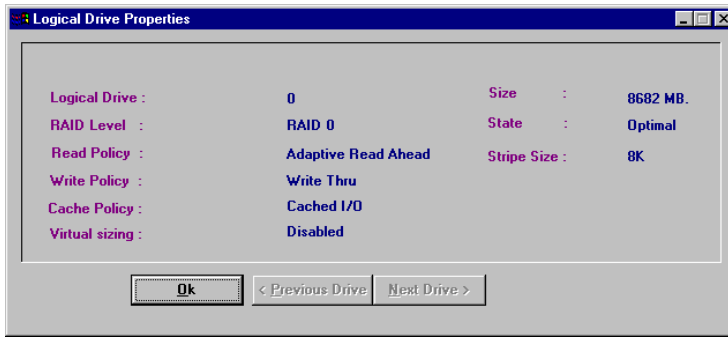 Logical Drive Properties
Logical Drive : 0 Size : 8682 MB.
RAID Level : RAID 0 State : Optimal
Read Policy : Adaptive Read Ahead Stripe Size : 8K
Write Policy : Write Thru
Cache Policy : Cached I/O
Virtual sizing : Disabled
Ok < Previous Drive Next Drive >